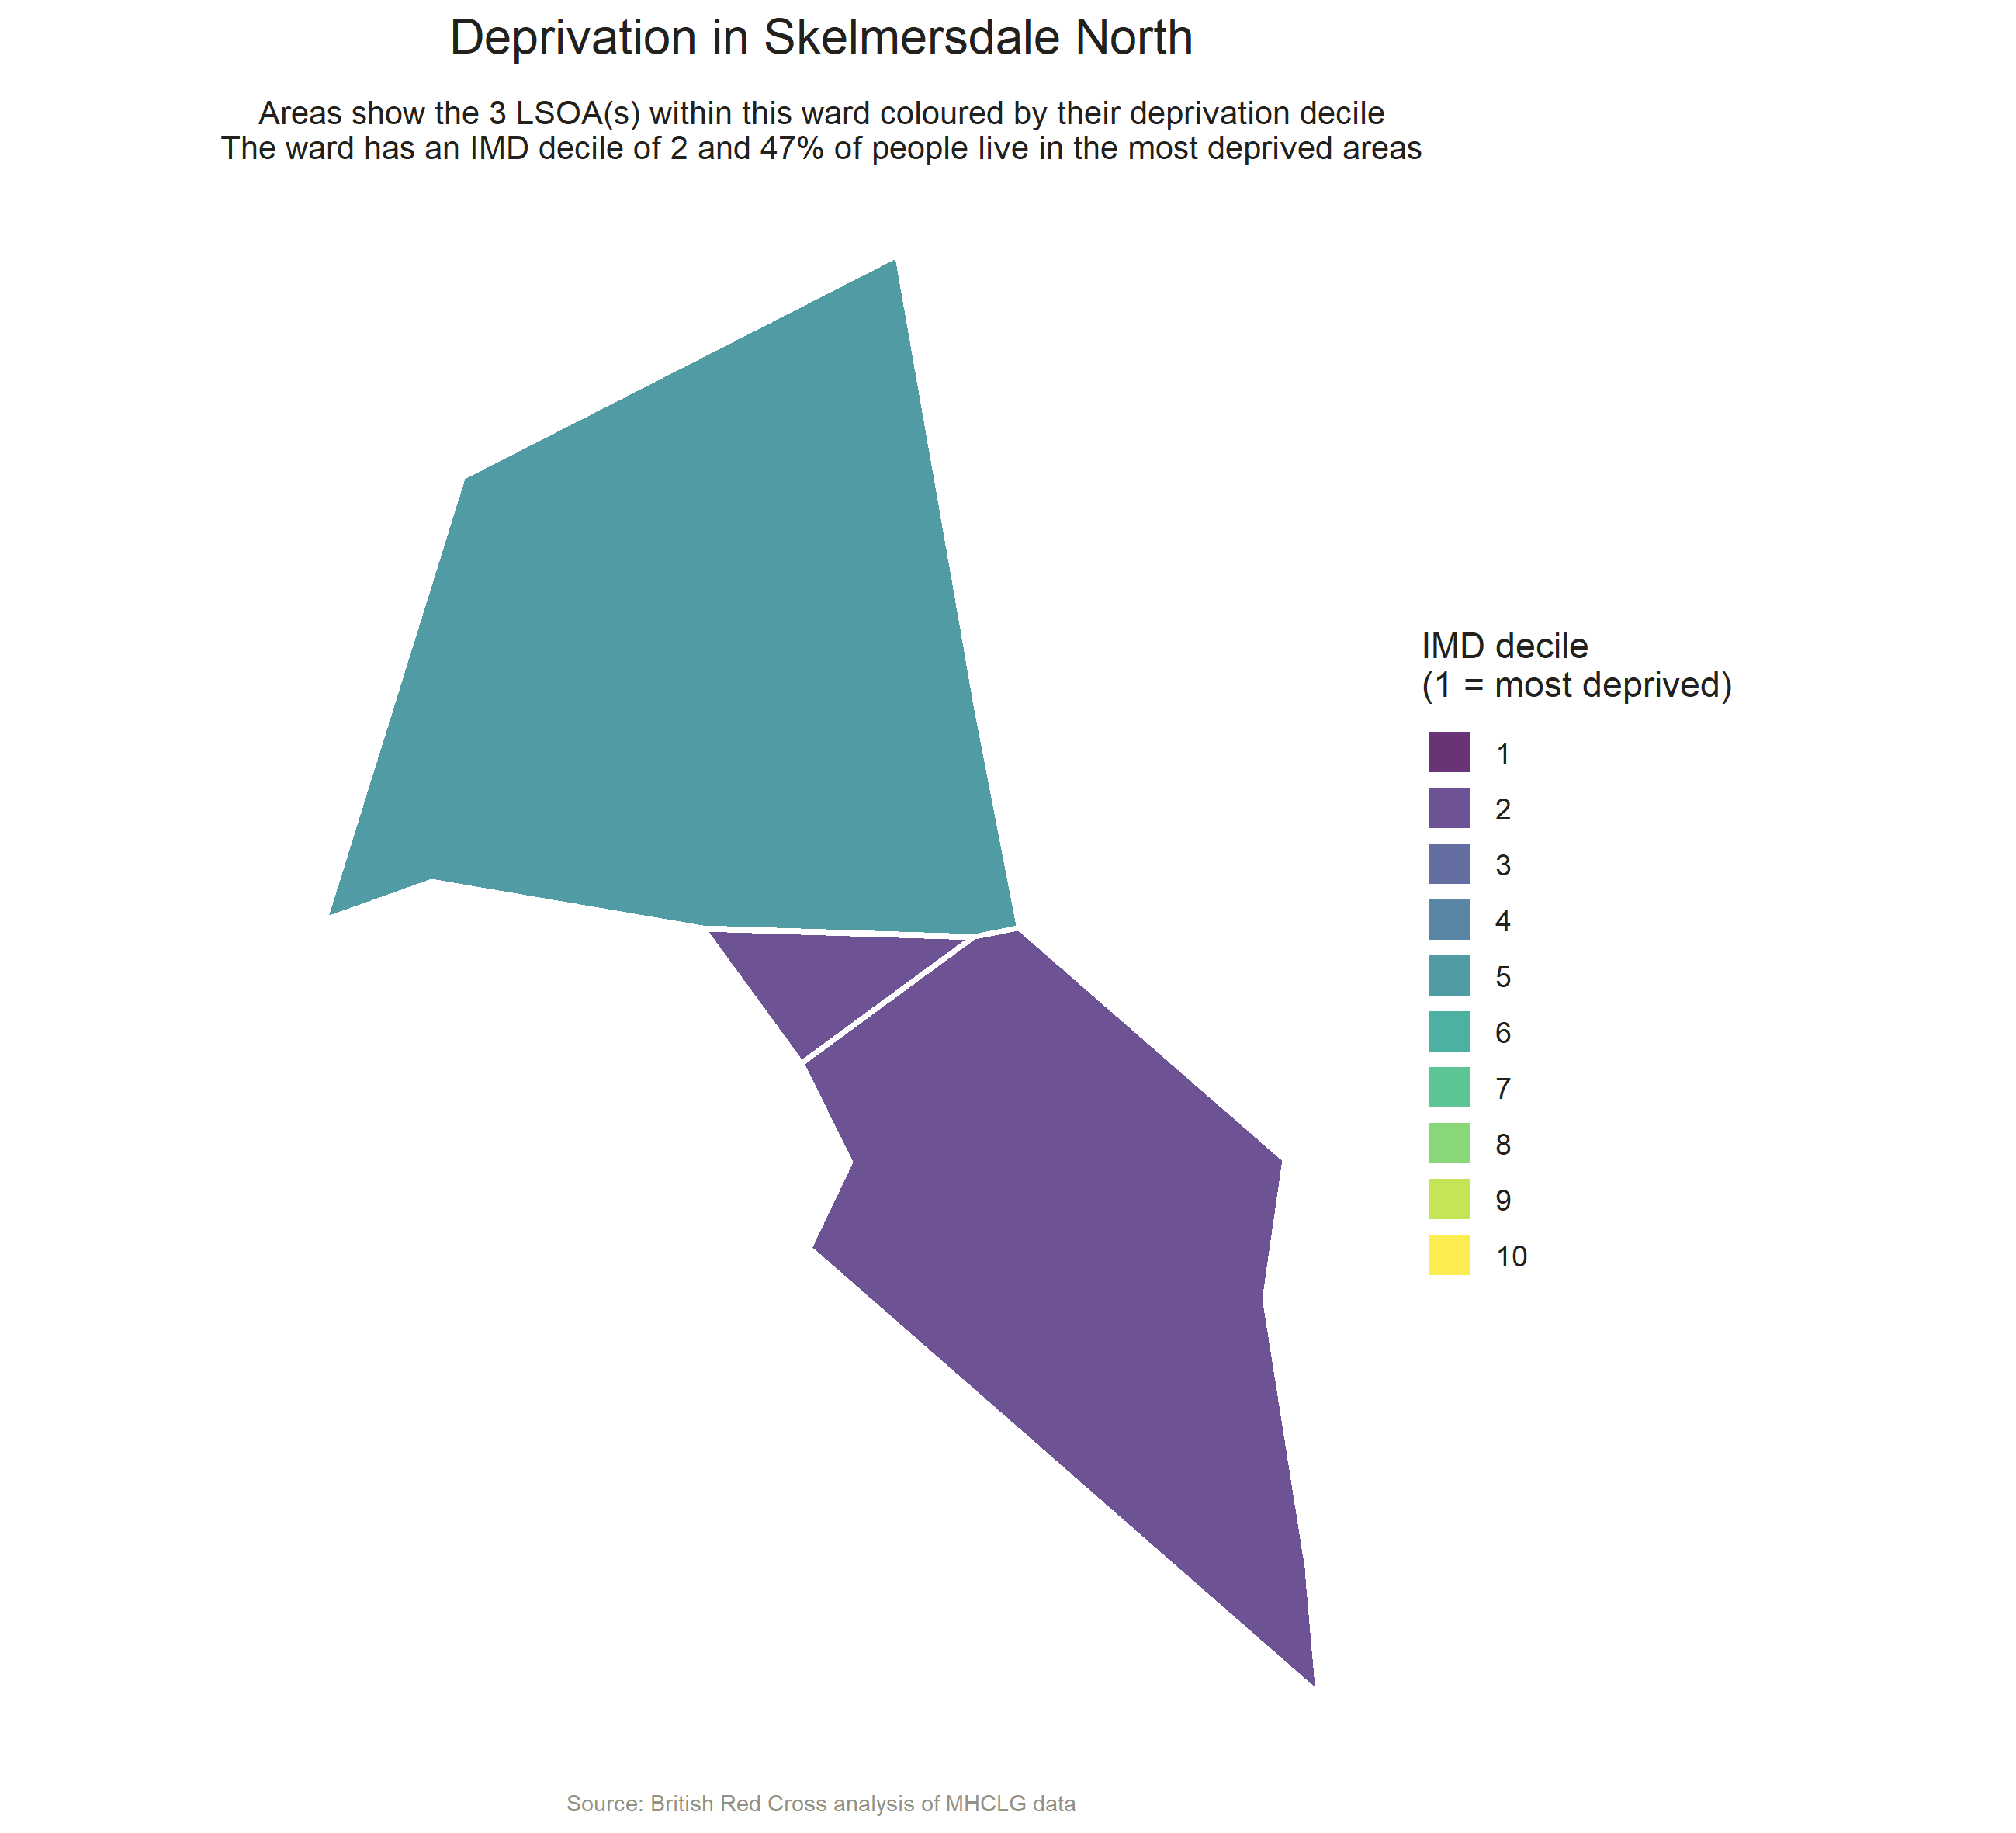 Deprivation in Skelmersdale North
Areas show the 3 LSOA(s) within this ward coloured by their deprivation decile
The ward has an IMD decile of 2 and 47% of people live in the most deprived areas
IMD decile
(1 = most deprived)
1
2
3
4
5
6
7
8
9
10
Source: British Red Cross analysis of MHCLG data